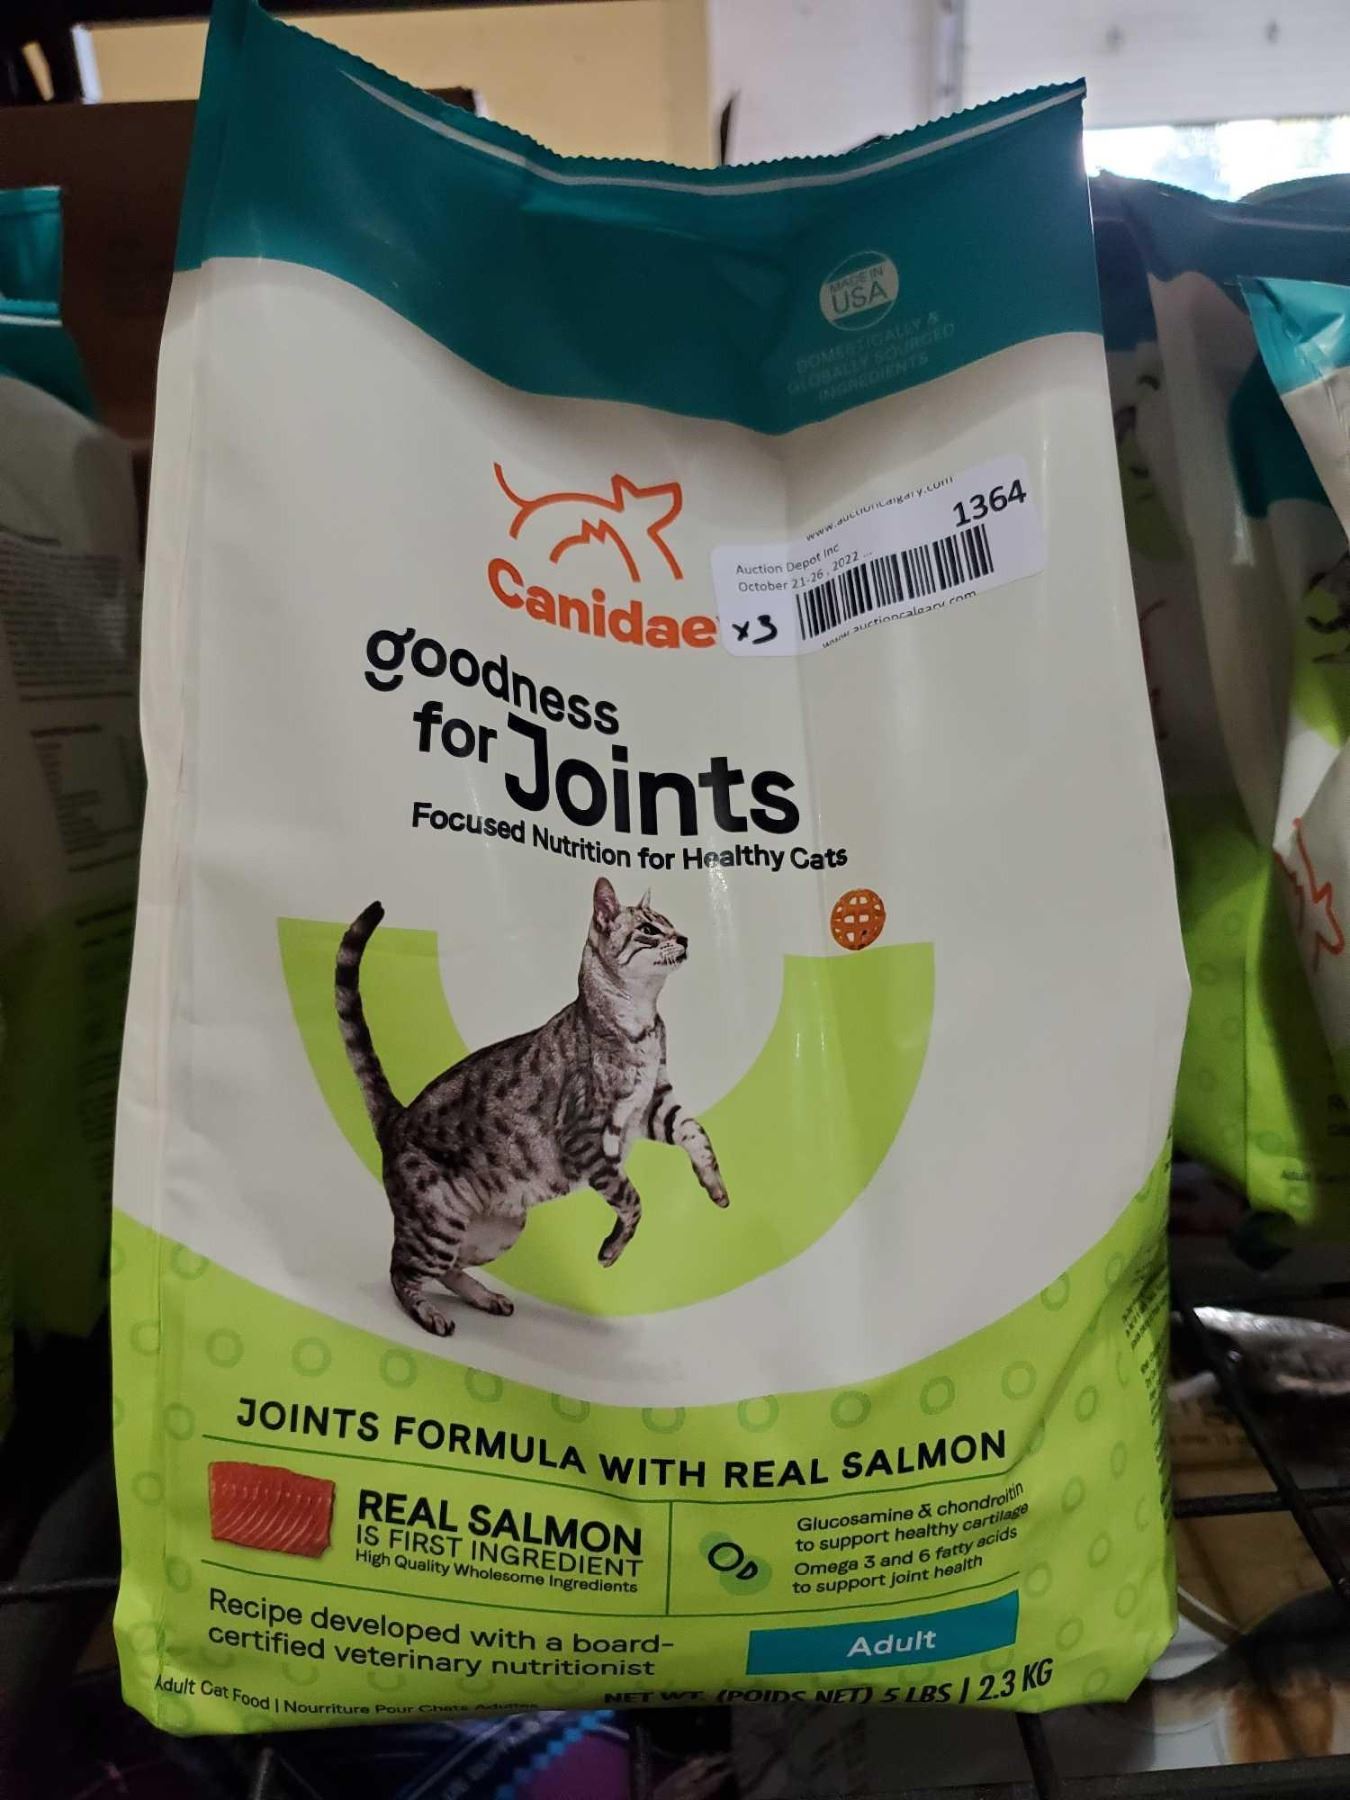 MADE IN
USA
DOMESTICALLY &
GLOBALLY SOURCED
INGREDIENTS
www.auctioncalgary.com
1364
Auction Depot Inc
October 21-26, 2022 ...
x3
www.auctioncalgary.com
Canidae
goodness
for Joints
Focused Nutrition for Healthy Cats
JOINTS FORMULA WITH REAL SALMON
REAL SALMON
IS FIRST INGREDIENT
High Quality Wholesome Ingredients
Glucosamine & chondroitin
to support healthy cartilage
Omega 3 and 6 fatty acids
to support joint health
Recipe developed with a board-
certified veterinary nutritionist
Adult
Adult Cat Food | Nourriture Pour Chats Adultes
NET WT. (POIDS NET) 5 LBS | 2.3 KG